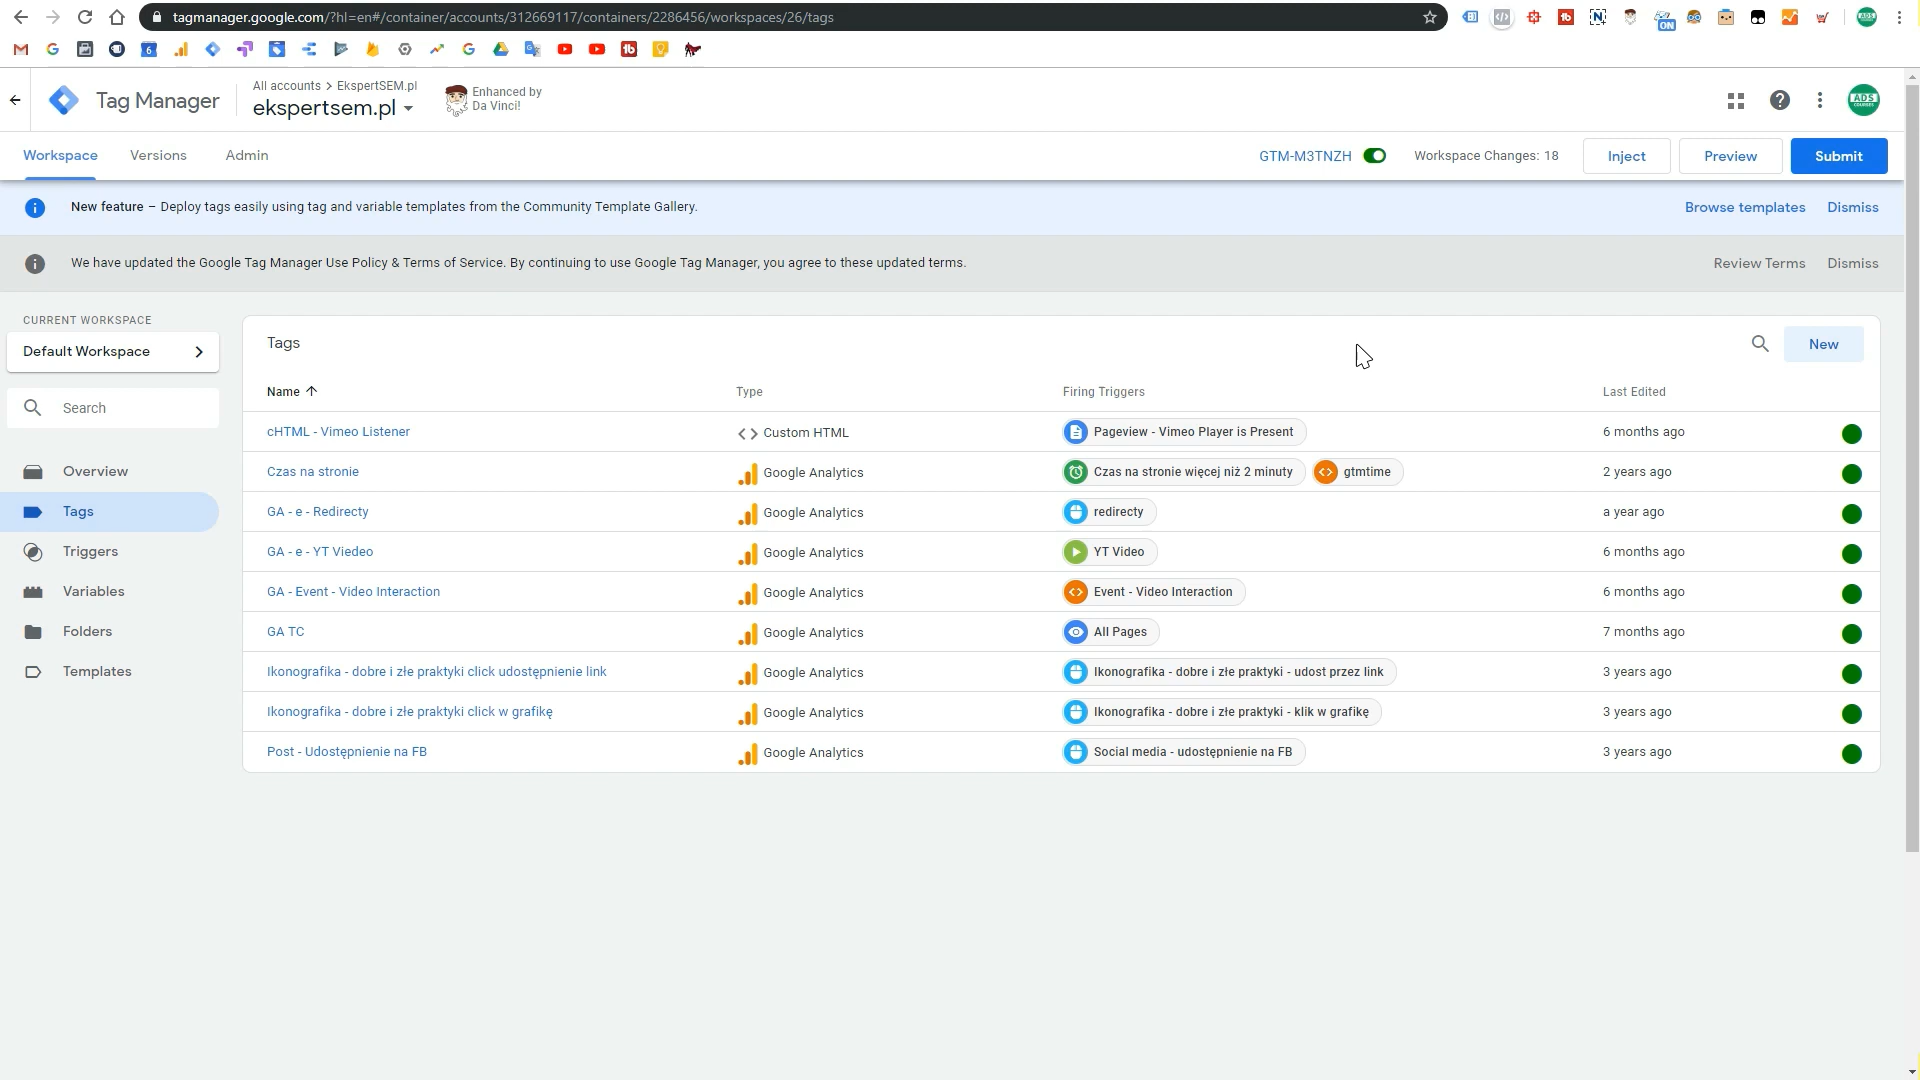 tagmanager.google.com/?hl=en#/container/accounts/312669117/containers/2286456/workspaces/26/tags
ON
6
Tag Manager
All accounts > EkspertSEM.pl
ekspertsem.pl
Enhanced by
Da Vinci!
ADS
Workspace
Versions
Admin
GTM-M3TNZH
Workspace Changes: 18
Inject
Preview
Submit
New feature – Deploy tags easily using tag and variable templates from the Community Template Gallery.
Browse templates
Dismiss
We have updated the Google Tag Manager Use Policy & Terms of Service. By continuing to use Google Tag Manager, you agree to these updated terms.
Review Terms
Dismiss
CURRENT WORKSPACE
Default Workspace
Search
Overview
Tags
Triggers
Variables
Folders
Templates
Tags
New
Name Type Firing Triggers Last Edited
cHTML - Vimeo Listener Custom HTML Pageview - Vimeo Player is Present 6 months ago
Czas na stronie Google Analytics Czas na stronie więcej niż 2 minuty gtmtime 2 years ago
GA - e - Redirecty Google Analytics redirecty a year ago
GA - e - YT Viedeo Google Analytics YT Video 6 months ago
GA - Event - Video Interaction Google Analytics Event - Video Interaction 6 months ago
GA TC Google Analytics All Pages 7 months ago
Ikonografika - dobre i złe praktyki click udostępnienie link Google Analytics Ikonografika - dobre i złe praktyki - udost przez link 3 years ago
Ikonografika - dobre i złe praktyki click w grafikę Google Analytics Ikonografika - dobre i złe praktyki - klik w grafikę 3 years ago
Post - Udostępnienie na FB Google Analytics Social media - udostępnienie na FB 3 years ago